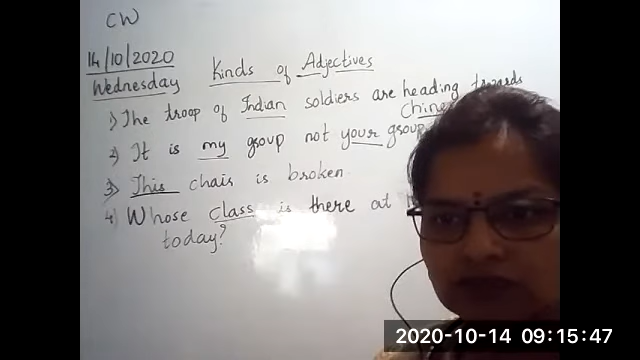 CW
14/10/2020
Wednesday Kinds of Adjectives
1) The troop of Indian soldiers are heading towards
2) It is my group not your group
3) This chair is broken.
4) Whose class is there at
today?
2020-10-14 09:15:47